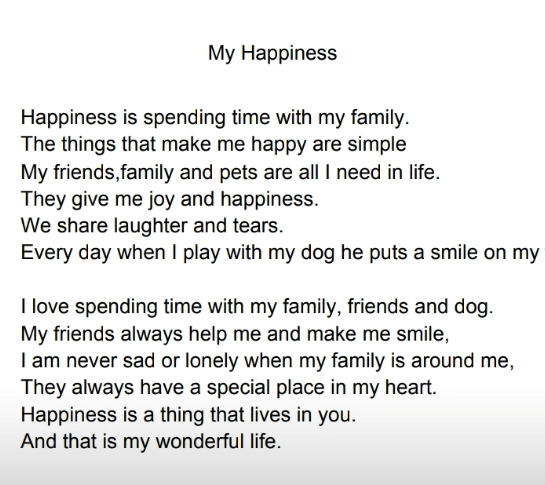 My Happiness
Happiness is spending time with my family.
The things that make me happy are simple
My friends,family and pets are all I need in life.
They give me joy and happiness.
We share laughter and tears.
Every day when I play with my dog he puts a smile on my
I love spending time with my family, friends and dog.
My friends always help me and make me smile,
I am never sad or lonely when my family is around me,
They always have a special place in my heart.
Happiness is a thing that lives in you.
And that is my wonderful life.